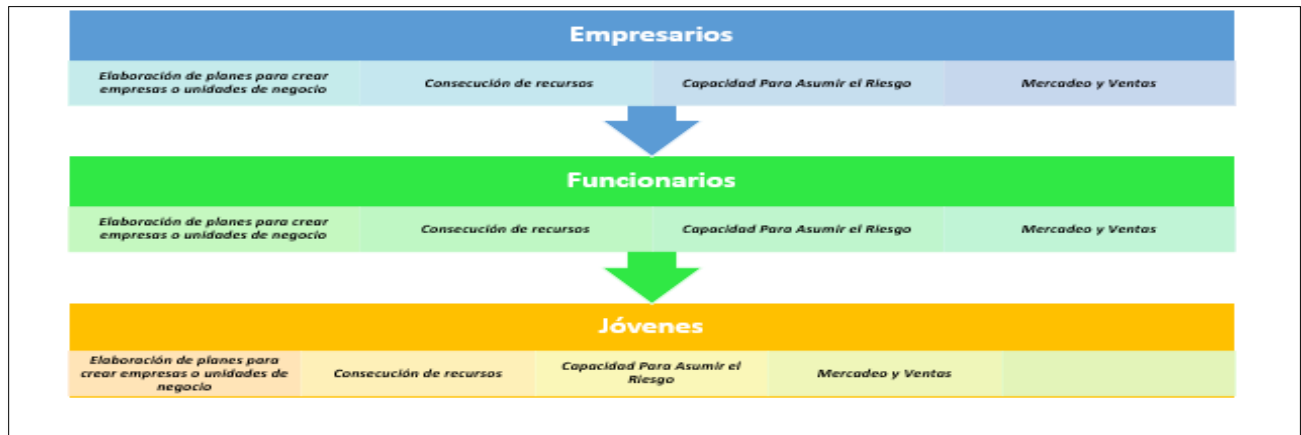 Empresarios
Elaboración de planes para crear
empresas o unidades de negocio
Consecución de recursos
Capacidad Para Asumir el Riesgo
Mercadeo y Ventas
Funcionarios
Elaboración de planes para crear
empresas o unidades de negocio
Consecución de recursos
Capacidad Para Asumir el Riesgo
Mercadeo y Ventas
Jóvenes
Elaboración de planes para
crear empresas o unidades de
negocio
Consecución de recursos
Capacidad Para Asumir el
Riesgo
Mercadeo y Ventas